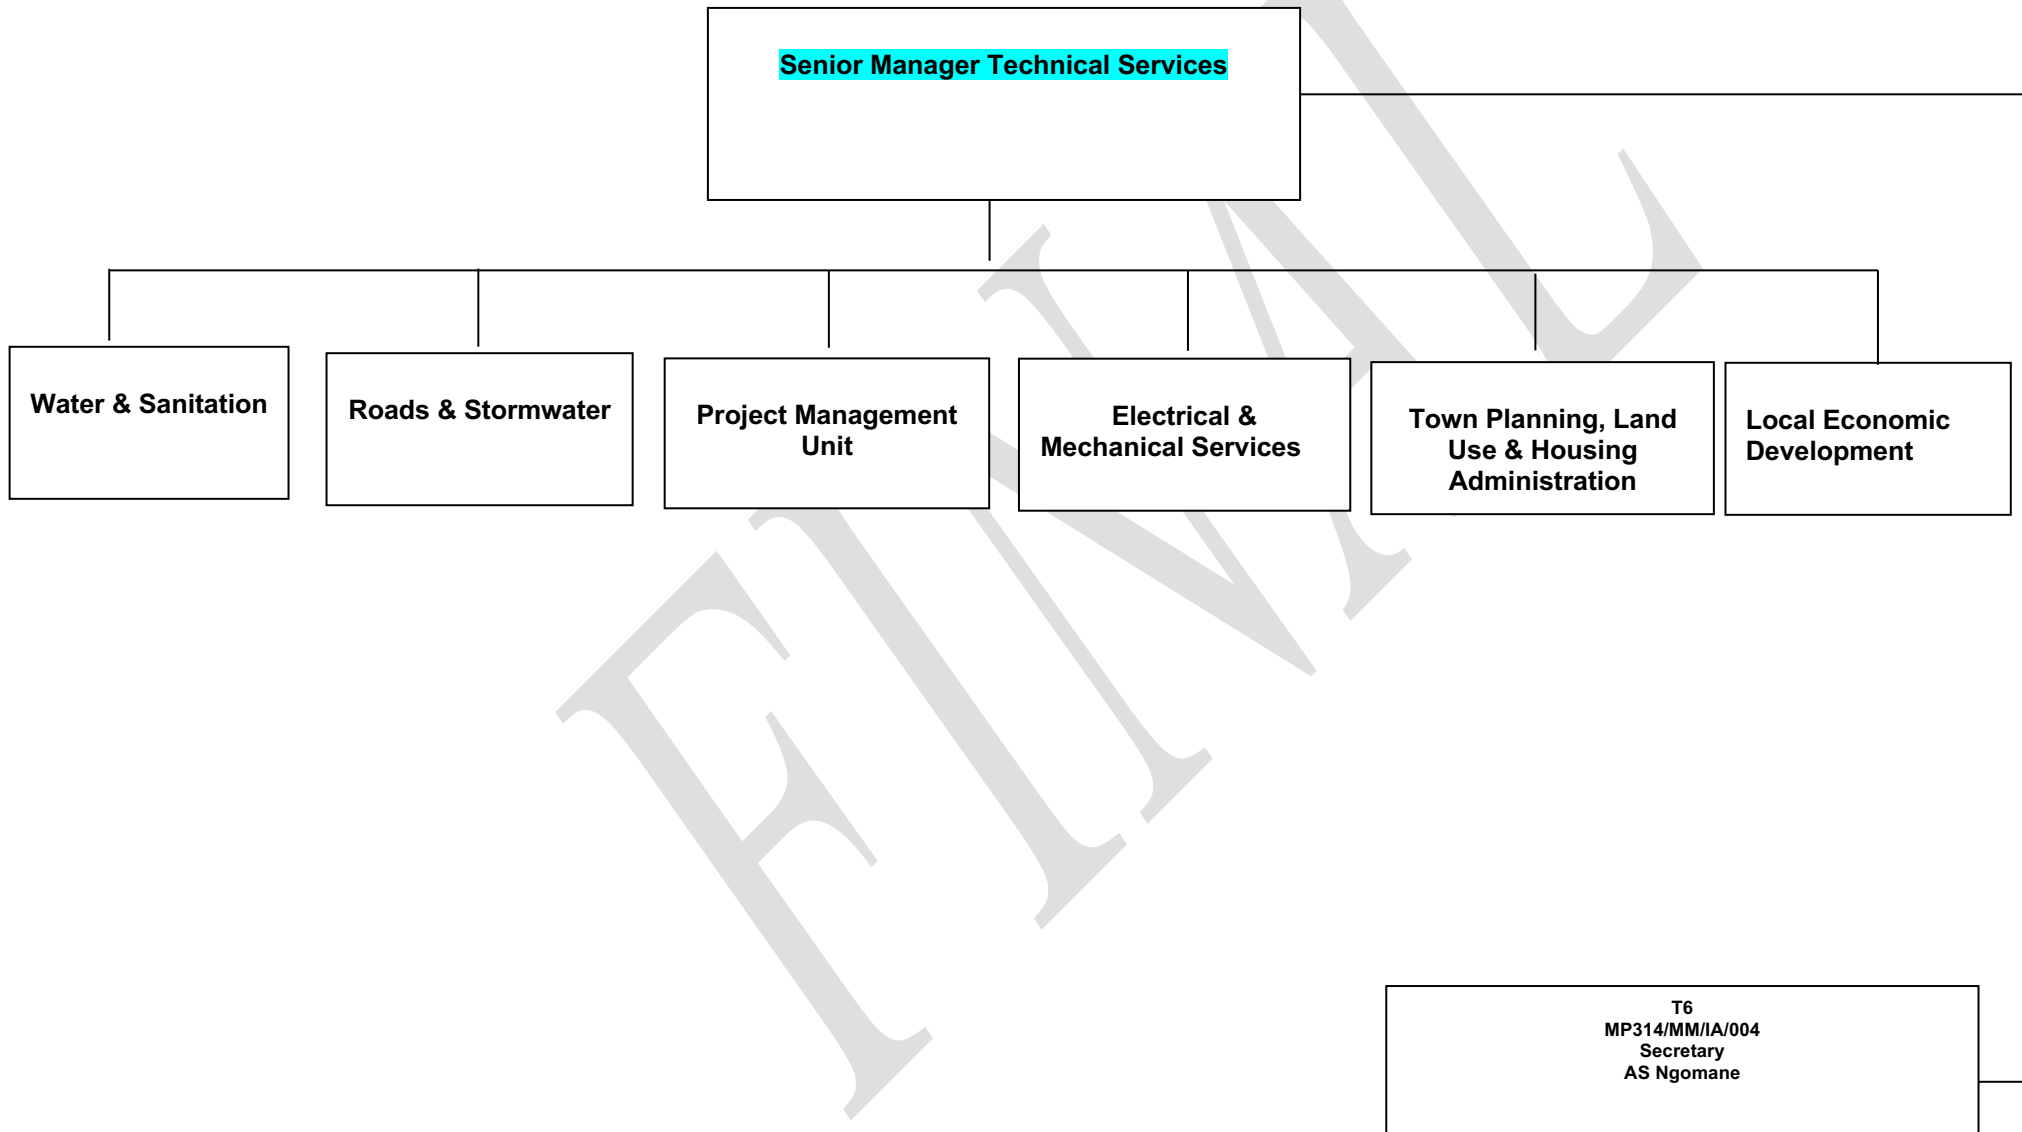 Senior Manager Technical Services
Water & Sanitation
Roads & Stormwater
Project Management
Unit
Electrical &
Mechanical Services
Town Planning, Land
Use & Housing
Administration
Local Economic
Development
T6
MP314/MM/IA/004
Secretary
AS Ngomane
FINAL